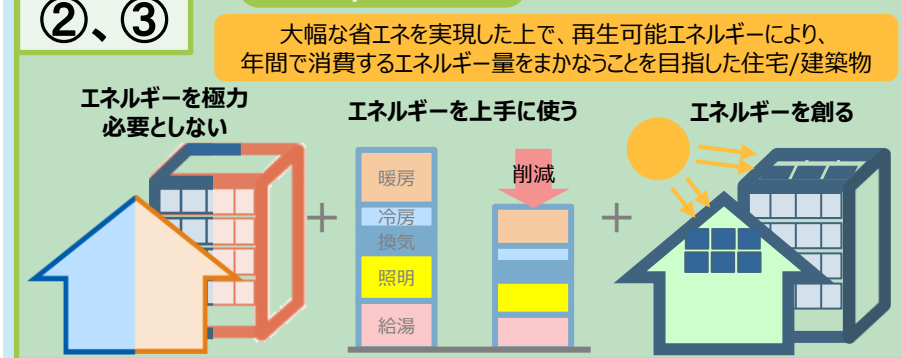 ②、③
大幅な省エネを実現した上で、再生可能エネルギーにより、
年間で消費するエネルギー量をまかなうことを目指した住宅/建築物
エネルギーを極力
必要としない
エネルギーを上手に使う
エネルギーを創る
暖房
冷房
換気
照明
給湯
削減
+
+